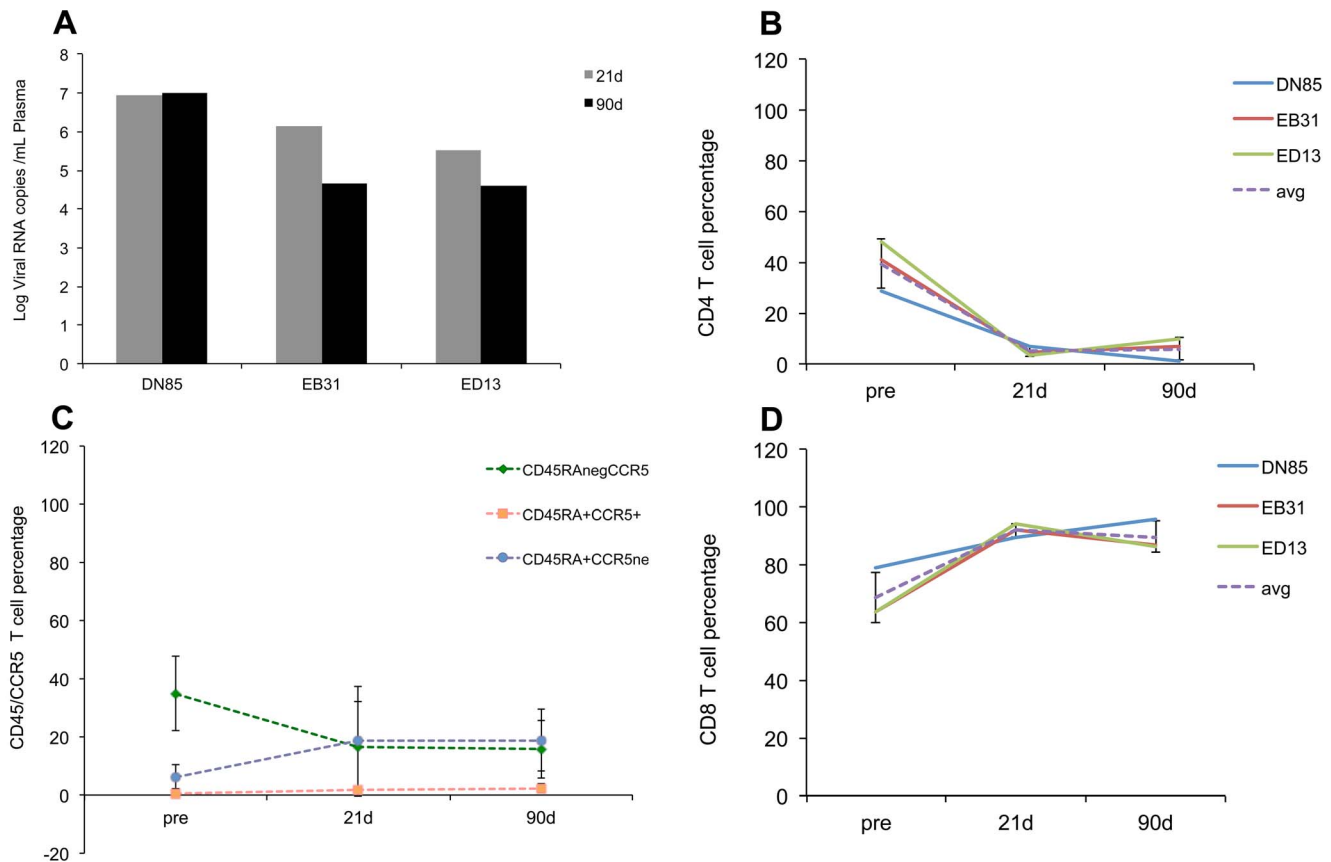 A
Log Viral RNA copies /mL Plasma
8
7
6
5
4
3
2
1
0
DN85
EB31
ED13
21d
90d
B
CD4 T cell percentage
120
100
80
60
40
20
0
pre
21d
90d
DN85
EB31
ED13
avg
C
CD45/CCR5 T cell percentage
120
100
80
60
40
20
0
-20
pre
21d
90d
CD45RAnegCCR5
CD45RA+CCR5+
CD45RA+CCR5ne
D
CD8 T cell percentage
120
100
80
60
40
20
0
pre
21d
90d
DN85
EB31
ED13
avg